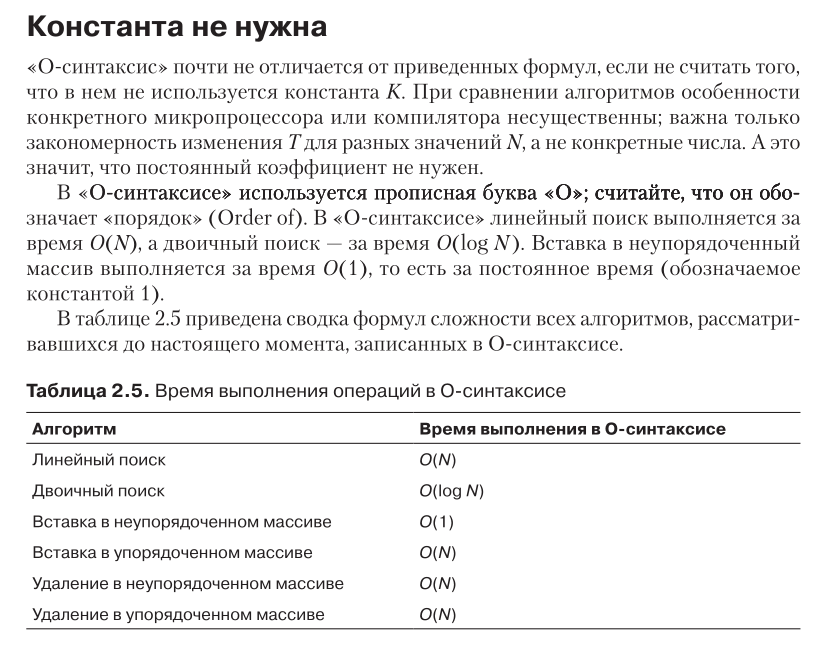 Константа не нужна
«О-синтаксис» почти не отличается от приведенных формул, если не считать того,
что в нем не используется константа K. При сравнении алгоритмов особенности
конкретного микропроцессора или компилятора несущественны; важна только
закономерность изменения T для разных значений N, а не конкретные числа. А это
значит, что постоянный коэффициент не нужен.
В «О-синтаксисе» используется прописная буква «О»; считайте, что он обо-
значает «порядок» (Order of). В «О-синтаксисе» линейный поиск выполняется за
время O(N), а двоичный поиск — за время O(log N). Вставка в неупорядоченный
массив выполняется за время O(1), то есть за постоянное время (обозначаемое
константой 1).
В таблице 2.5 приведена сводка формул сложности всех алгоритмов, рассматри-
вавшихся до настоящего момента, записанных в О-синтаксисе.
Таблица 2.5. Время выполнения операций в О-синтаксисе
Алгоритм Время выполнения в О-синтаксисе
Линейный поиск O(N)
Двоичный поиск O(log N)
Вставка в неупорядоченном массиве O(1)
Вставка в упорядоченном массиве O(N)
Удаление в неупорядоченном массиве O(N)
Удаление в упорядоченном массиве O(N)